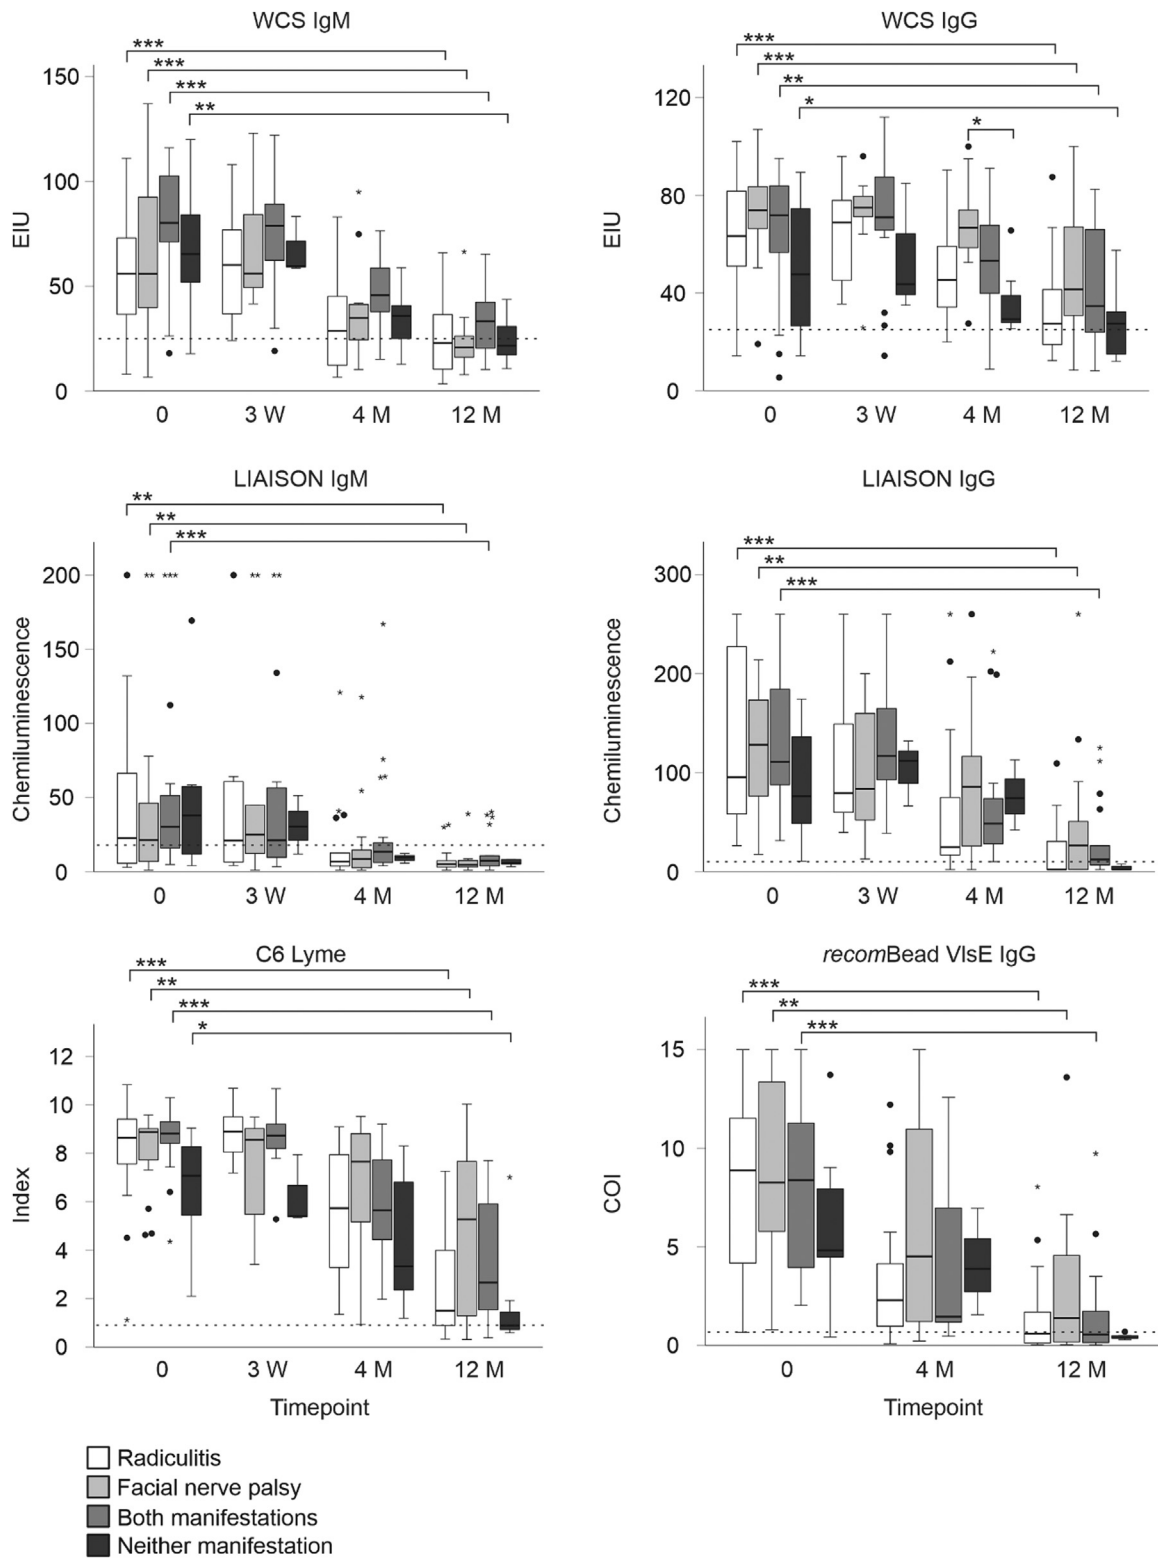 WCS IgM
***
***
***
**
150
100
50
0
EIU
0 3 W 4 M 12 M
WCS IgG
***
***
**
*
*
120
80
40
0
EIU
0 3 W 4 M 12 M
LIAISON IgM
**
**
***
200
150
100
50
0
Chemiluminescence
0 3 W 4 M 12 M
LIAISON IgG
***
**
***
300
200
100
0
Chemiluminescence
0 3 W 4 M 12 M
C6 Lyme
***
**
***
*
12
10
8
6
4
2
0
Index
0 3 W 4 M 12 M
Timepoint
recomBead VlsE IgG
***
**
***
15
10
5
0
COI
0 4 M 12 M
Timepoint
Radiculitis
Facial nerve palsy
Both manifestations
Neither manifestation